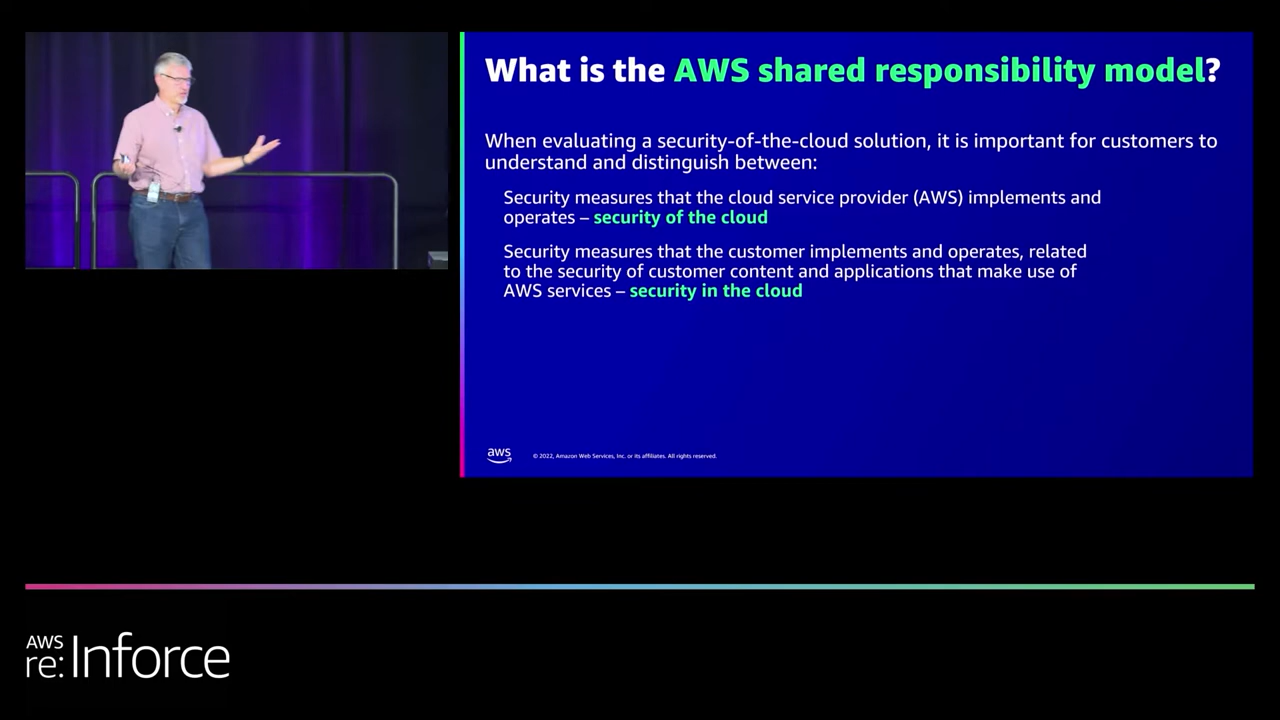 What is the AWS shared responsibility model?
When evaluating a security-of-the-cloud solution, it is important for customers to
understand and distinguish between:
Security measures that the cloud service provider (AWS) implements and
operates – security of the cloud
Security measures that the customer implements and operates, related
to the security of customer content and applications that make use of
AWS services – security in the cloud
aws
© 2022, Amazon Web Services, Inc. or its affiliates. All rights reserved.
AWS
re:Inforce